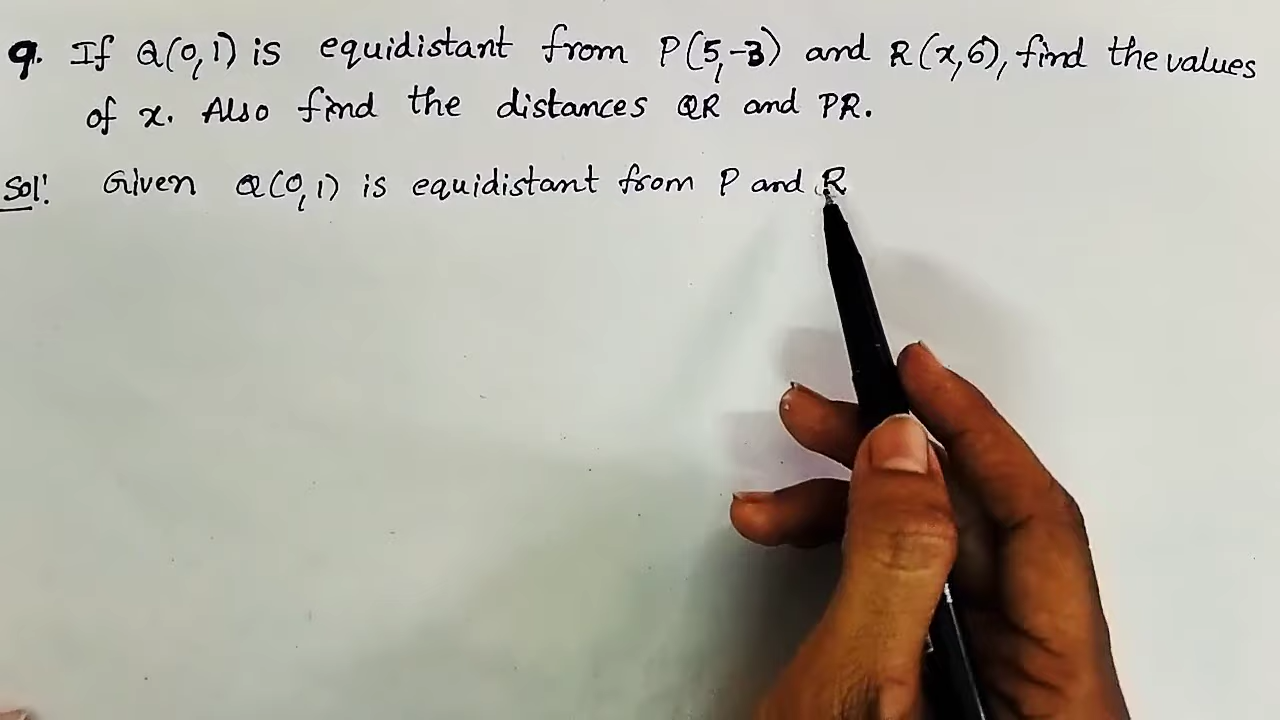 9. If Q(0,1) is equidistant from P(5,-3) and R(x,6), find the values
of x. Also find the distances QR and PR.
Sol: Given Q(0,1) is equidistant from P and R